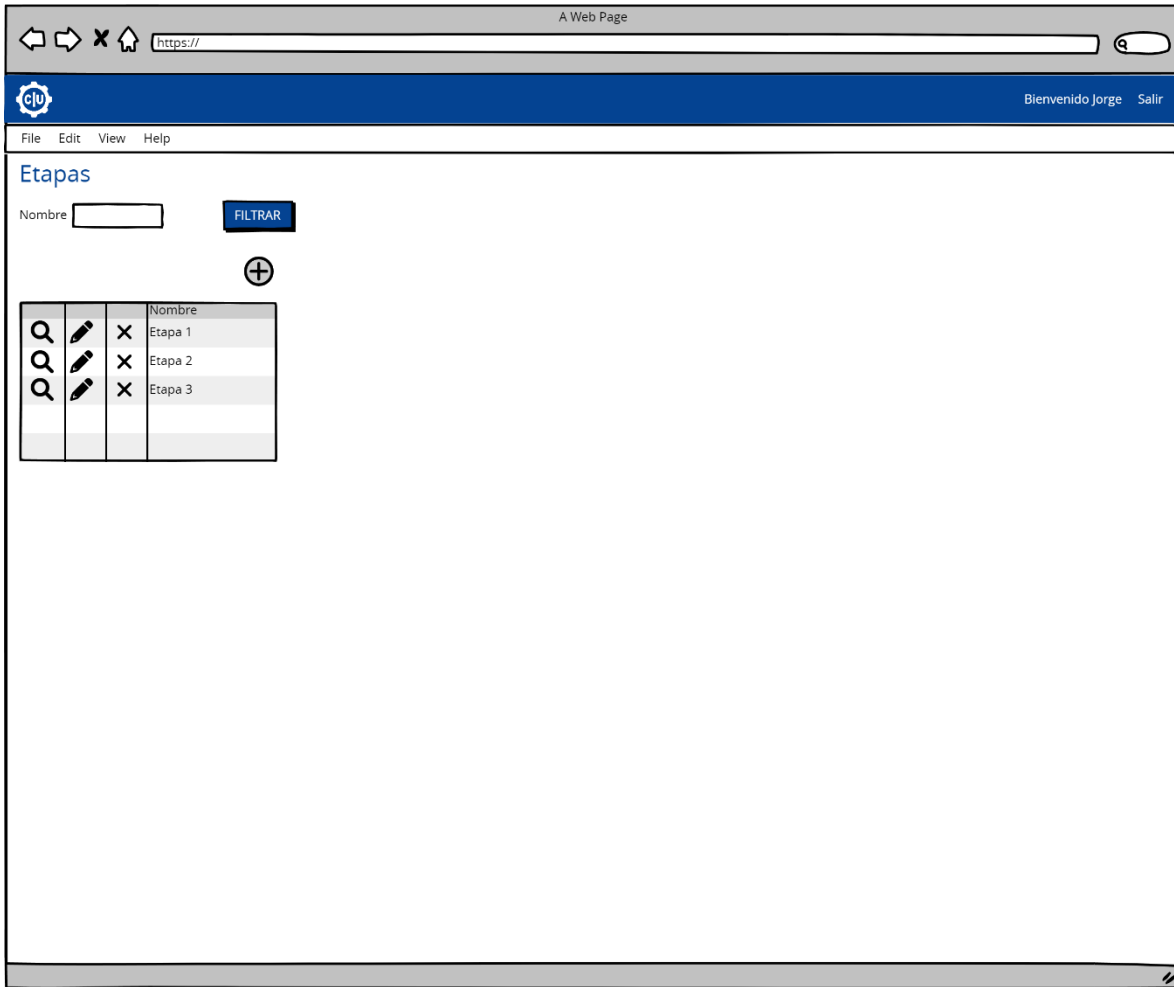 A Web Page
https://
c|u
Bienvenido Jorge Salir
File Edit View Help
Etapas
Nombre FILTRAR
Nombre
Etapa 1
Etapa 2
Etapa 3